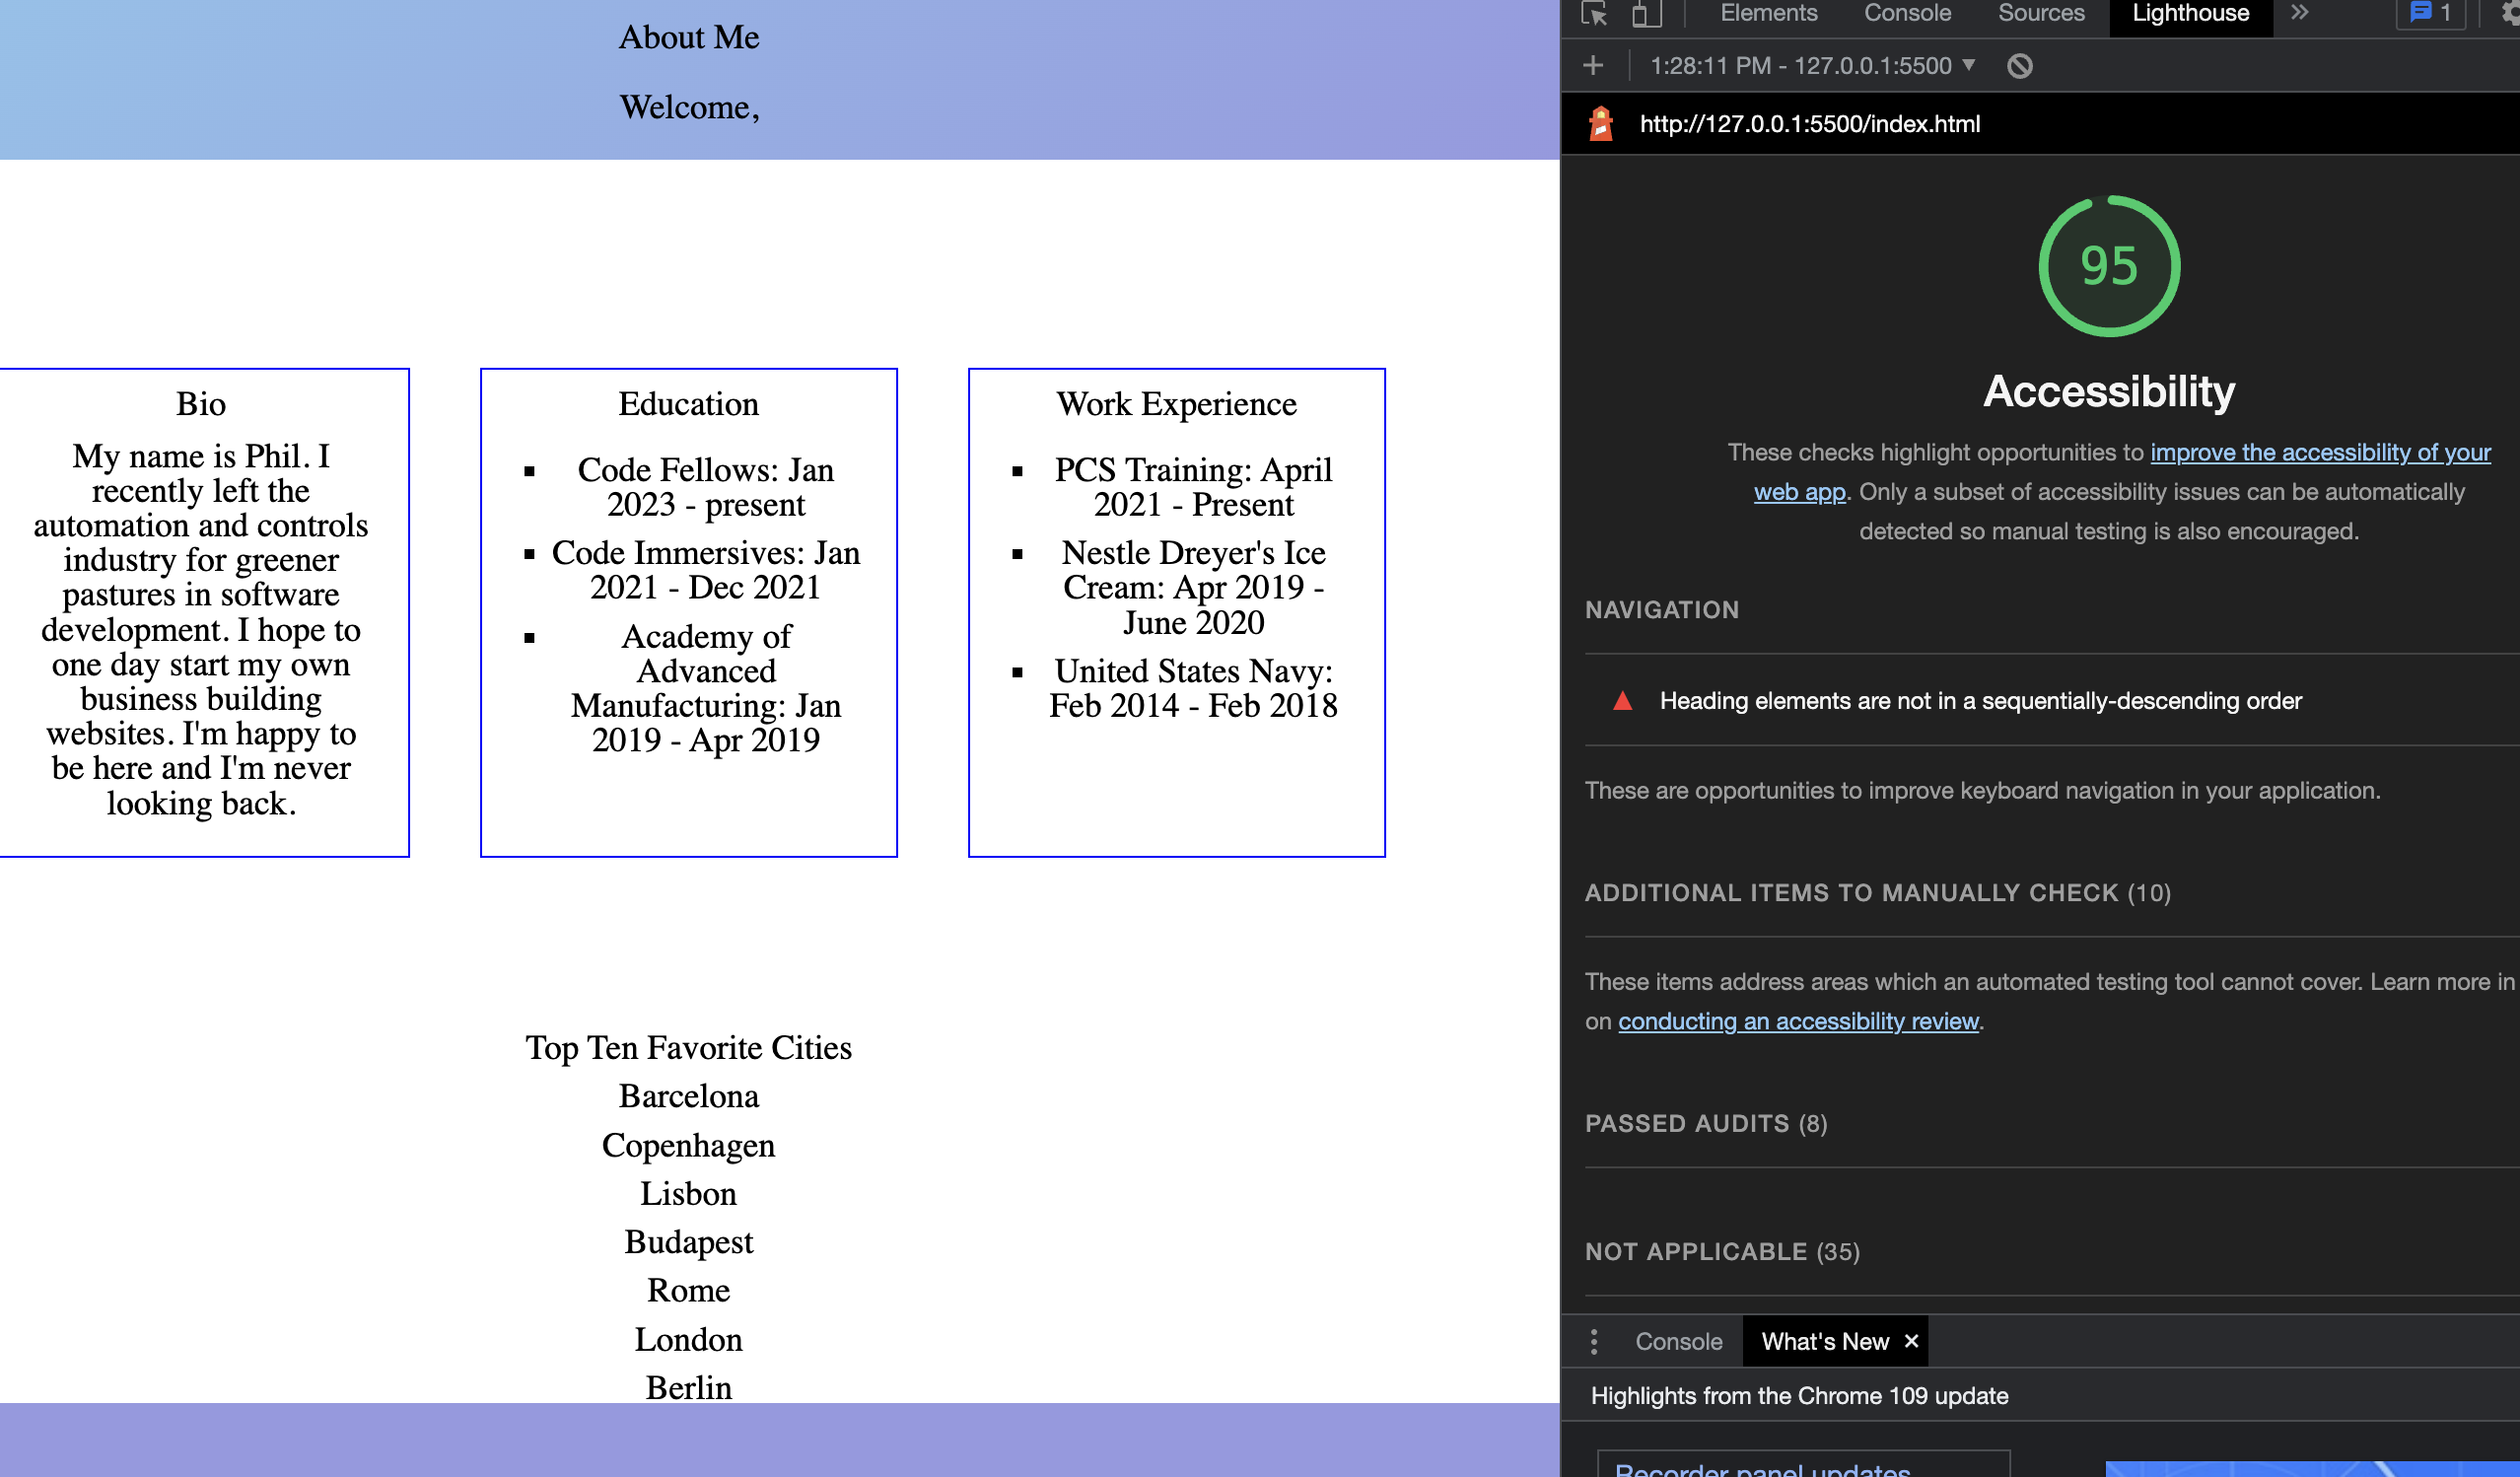 About Me
Welcome,
Bio
My name is Phil. I
recently left the
automation and controls
industry for greener
pastures in software
development. I hope to
one day start my own
business building
websites. I'm happy to
be here and I'm never
looking back.
Education
Code Fellows: Jan
2023 - present
Code Immersives: Jan
2021 - Dec 2021
Academy of
Advanced
Manufacturing: Jan
2019 - Apr 2019
Work Experience
PCS Training: April
2021 - Present
Nestle Dreyer's Ice
Cream: Apr 2019 -
June 2020
United States Navy:
Feb 2014 - Feb 2018
Top Ten Favorite Cities
Barcelona
Copenhagen
Lisbon
Budapest
Rome
London
Berlin
Elements Console Sources Lighthouse 1
1:28:11 PM - 127.0.0.1:5500
http://127.0.0.1:5500/index.html
95
Accessibility
These checks highlight opportunities to improve the accessibility of your
web app. Only a subset of accessibility issues can be automatically
detected so manual testing is also encouraged.
NAVIGATION
Heading elements are not in a sequentially-descending order
These are opportunities to improve keyboard navigation in your application.
ADDITIONAL ITEMS TO MANUALLY CHECK (10)
These items address areas which an automated testing tool cannot cover. Learn more in
on conducting an accessibility review.
PASSED AUDITS (8)
NOT APPLICABLE (35)
Console What's New
Highlights from the Chrome 109 update
Recorder panel updates